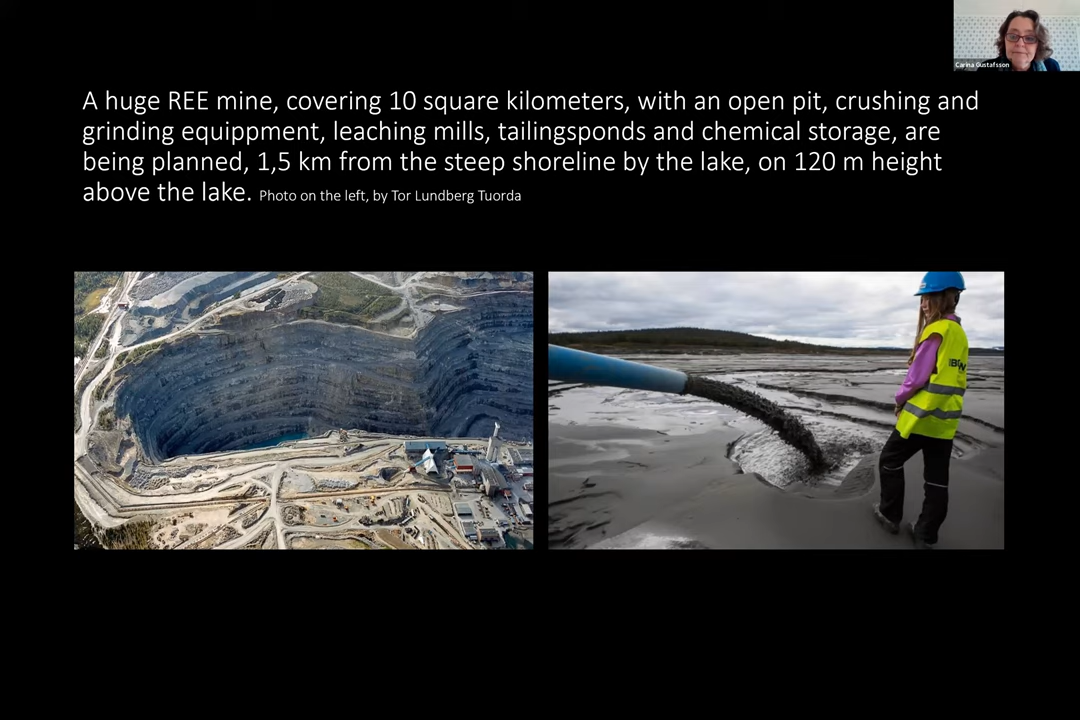 Carina Gustafsson
A huge REE mine, covering 10 square kilometers, with an open pit, crushing and
grinding equippment, leaching mills, tailingsponds and chemical storage, are
being planned, 1,5 km from the steep shoreline by the lake, on 120 m height
above the lake. Photo on the left, by Tor Lundberg Tuorda